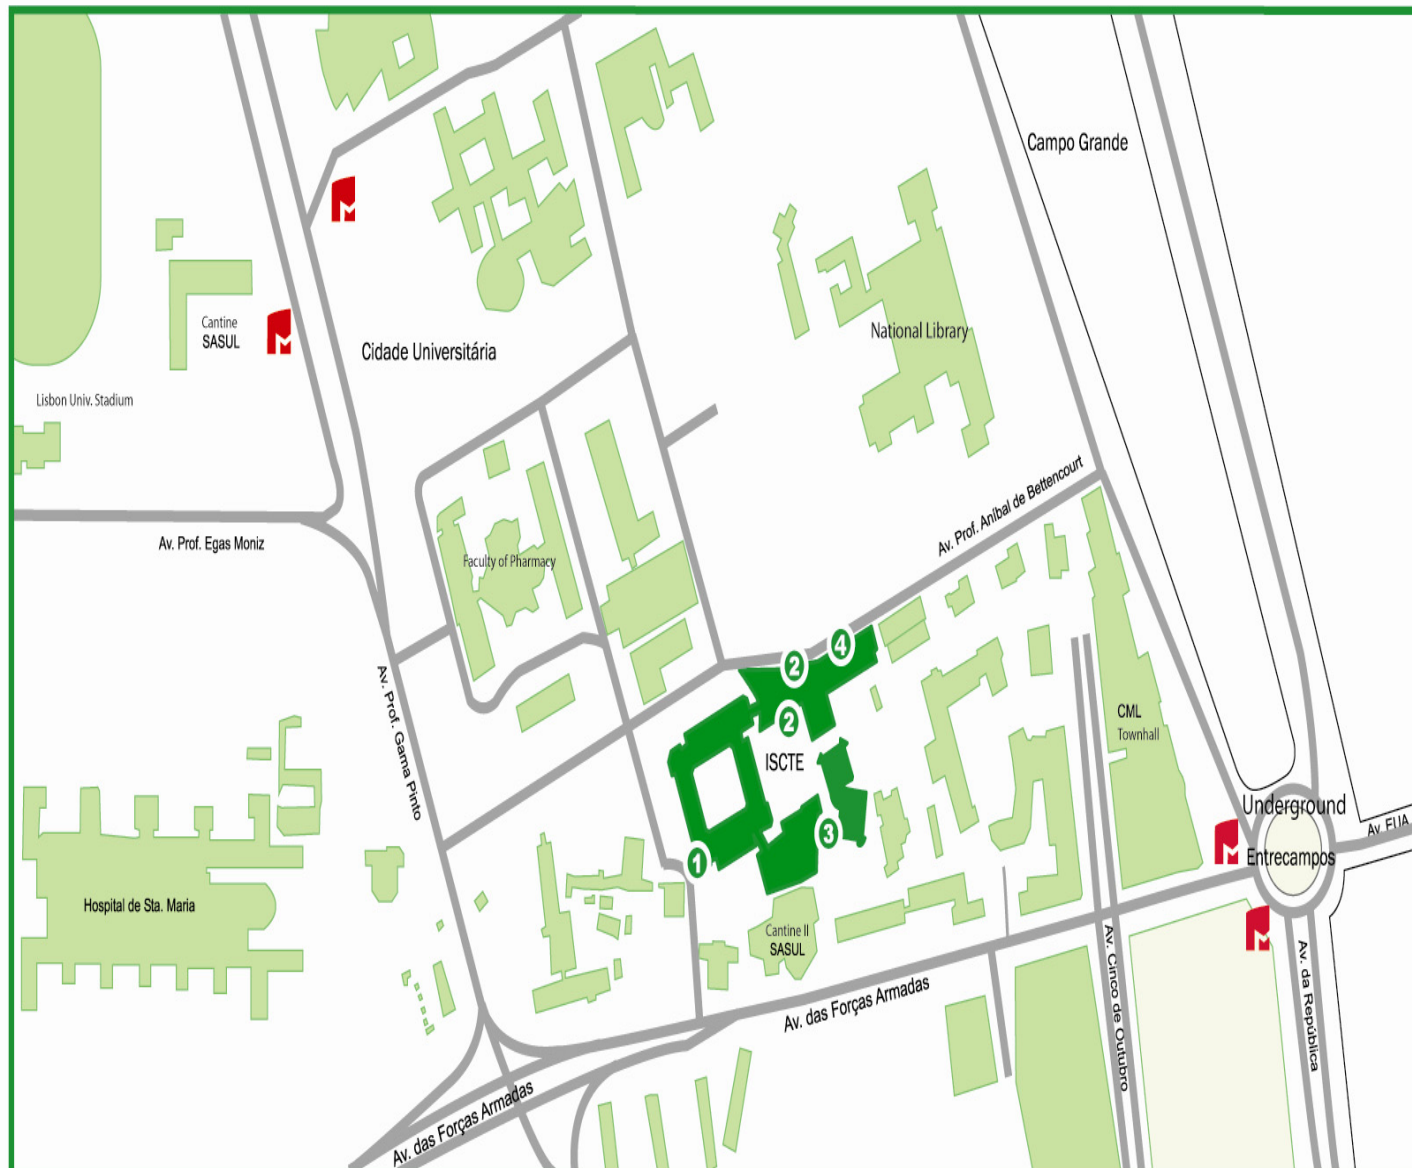 Campo Grande
Cantine
SASUL
Cidade Universitária
National Library
Lisbon Univ. Stadium
Av. Prof. Egas Moniz
Faculty of Pharmacy
Av. Prof. Aníbal de Bettencourt
4
2
2
Av. Prof. Gama Pinto
ISCTE
CML
Townhall
Underground
Entrecampos
Av. EUA
3
1
Hospital de Sta. Maria
Cantine II
SASUL
Av. das Forças Armadas
Av. Cinco de Outubro
Av. da República
Av. das Forças Armadas
M
M
M
M